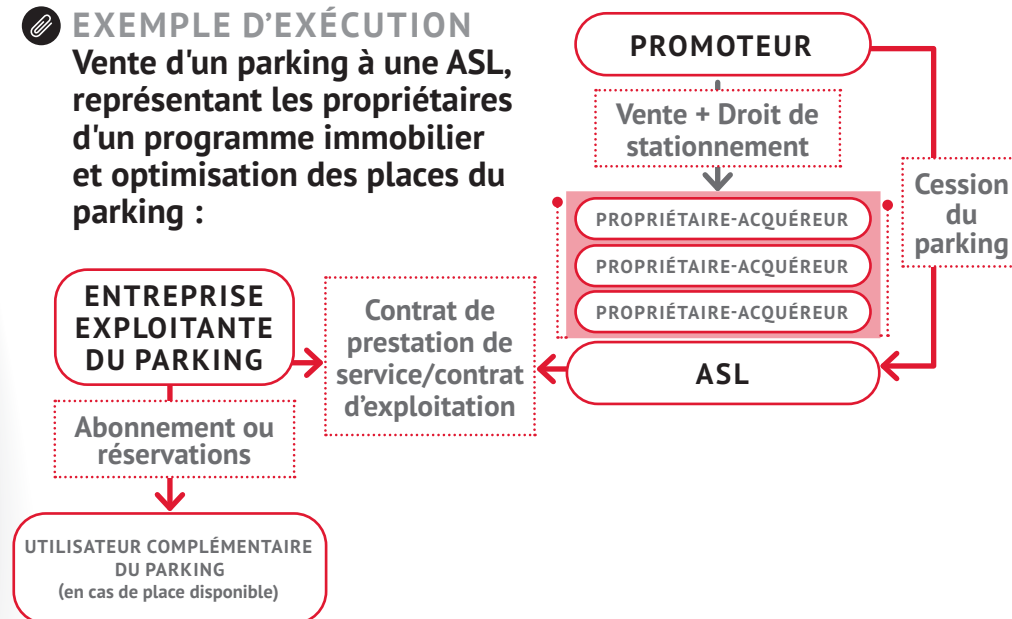 EXEMPLE D’EXÉCUTION
Vente d'un parking à une ASL,
représentant les propriétaires
d'un programme immobilier
et optimisation des places du
parking :
PROMOTEUR
Vente + Droit de
stationnement
Cession
du
parking
PROPRIÉTAIRE-ACQUÉREUR
PROPRIÉTAIRE-ACQUÉREUR
PROPRIÉTAIRE-ACQUÉREUR
ASL
Contrat de
prestation de
service/contrat
d’exploitation
ENTREPRISE
EXPLOITANTE
DU PARKING
Abonnement ou
réservations
UTILISATEUR COMPLÉMENTAIRE
DU PARKING
(en cas de place disponible)